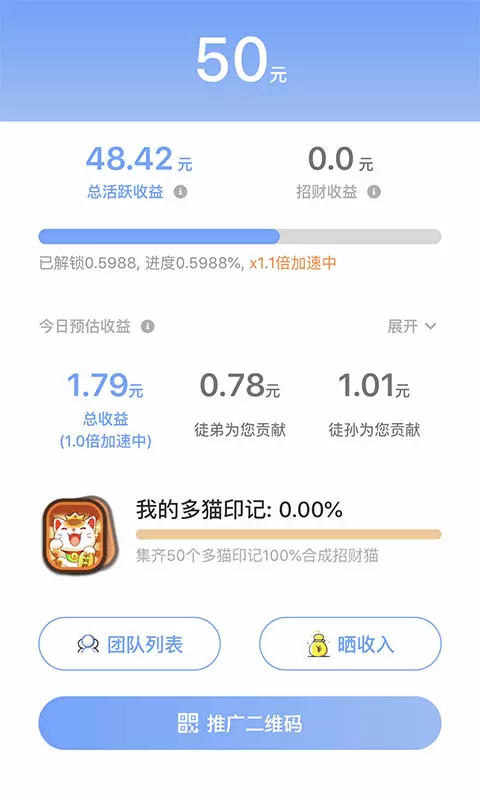 50元
48.42 元
0.0 元
总活跃收益
招财收益
已解锁0.5988, 进度0.5988%, x1.1倍加速中
今日预估收益
展开
1.79元
0.78元
1.01元
总收益
(1.0倍加速中)
徒弟为您贡献
徒孙为您贡献
我的多猫印记: 0.00%
集齐50个多猫印记100%合成招财猫
团队列表
晒收入
推广二维码